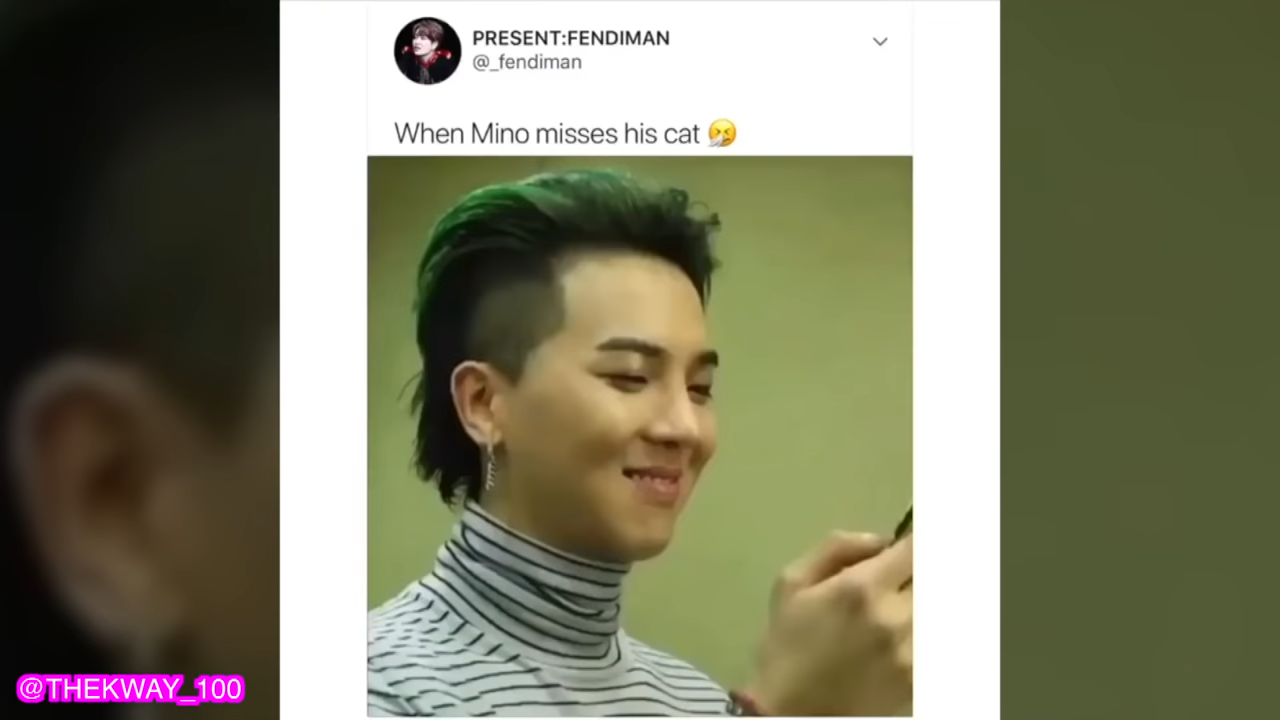 PRESENT:FENDIMAN
@_fendiman
When Mino misses his cat 🤧
@THEKWAY_100